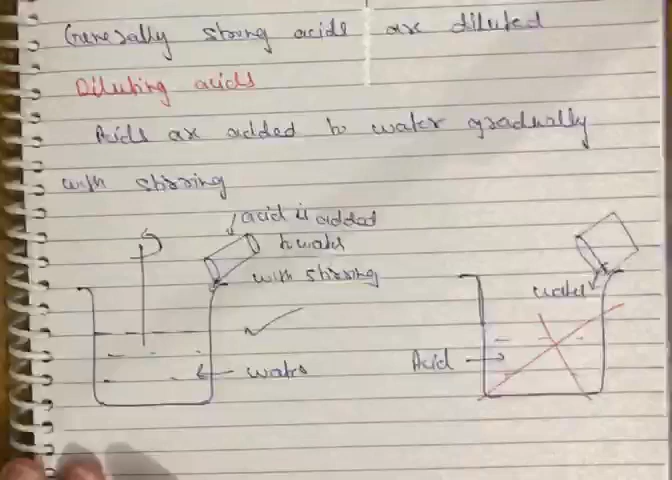 Generally strong acids are diluted
Diluting acids
Acids are added to water gradually
with stirring
acid is added
to water
with stirring
water
water
Acid